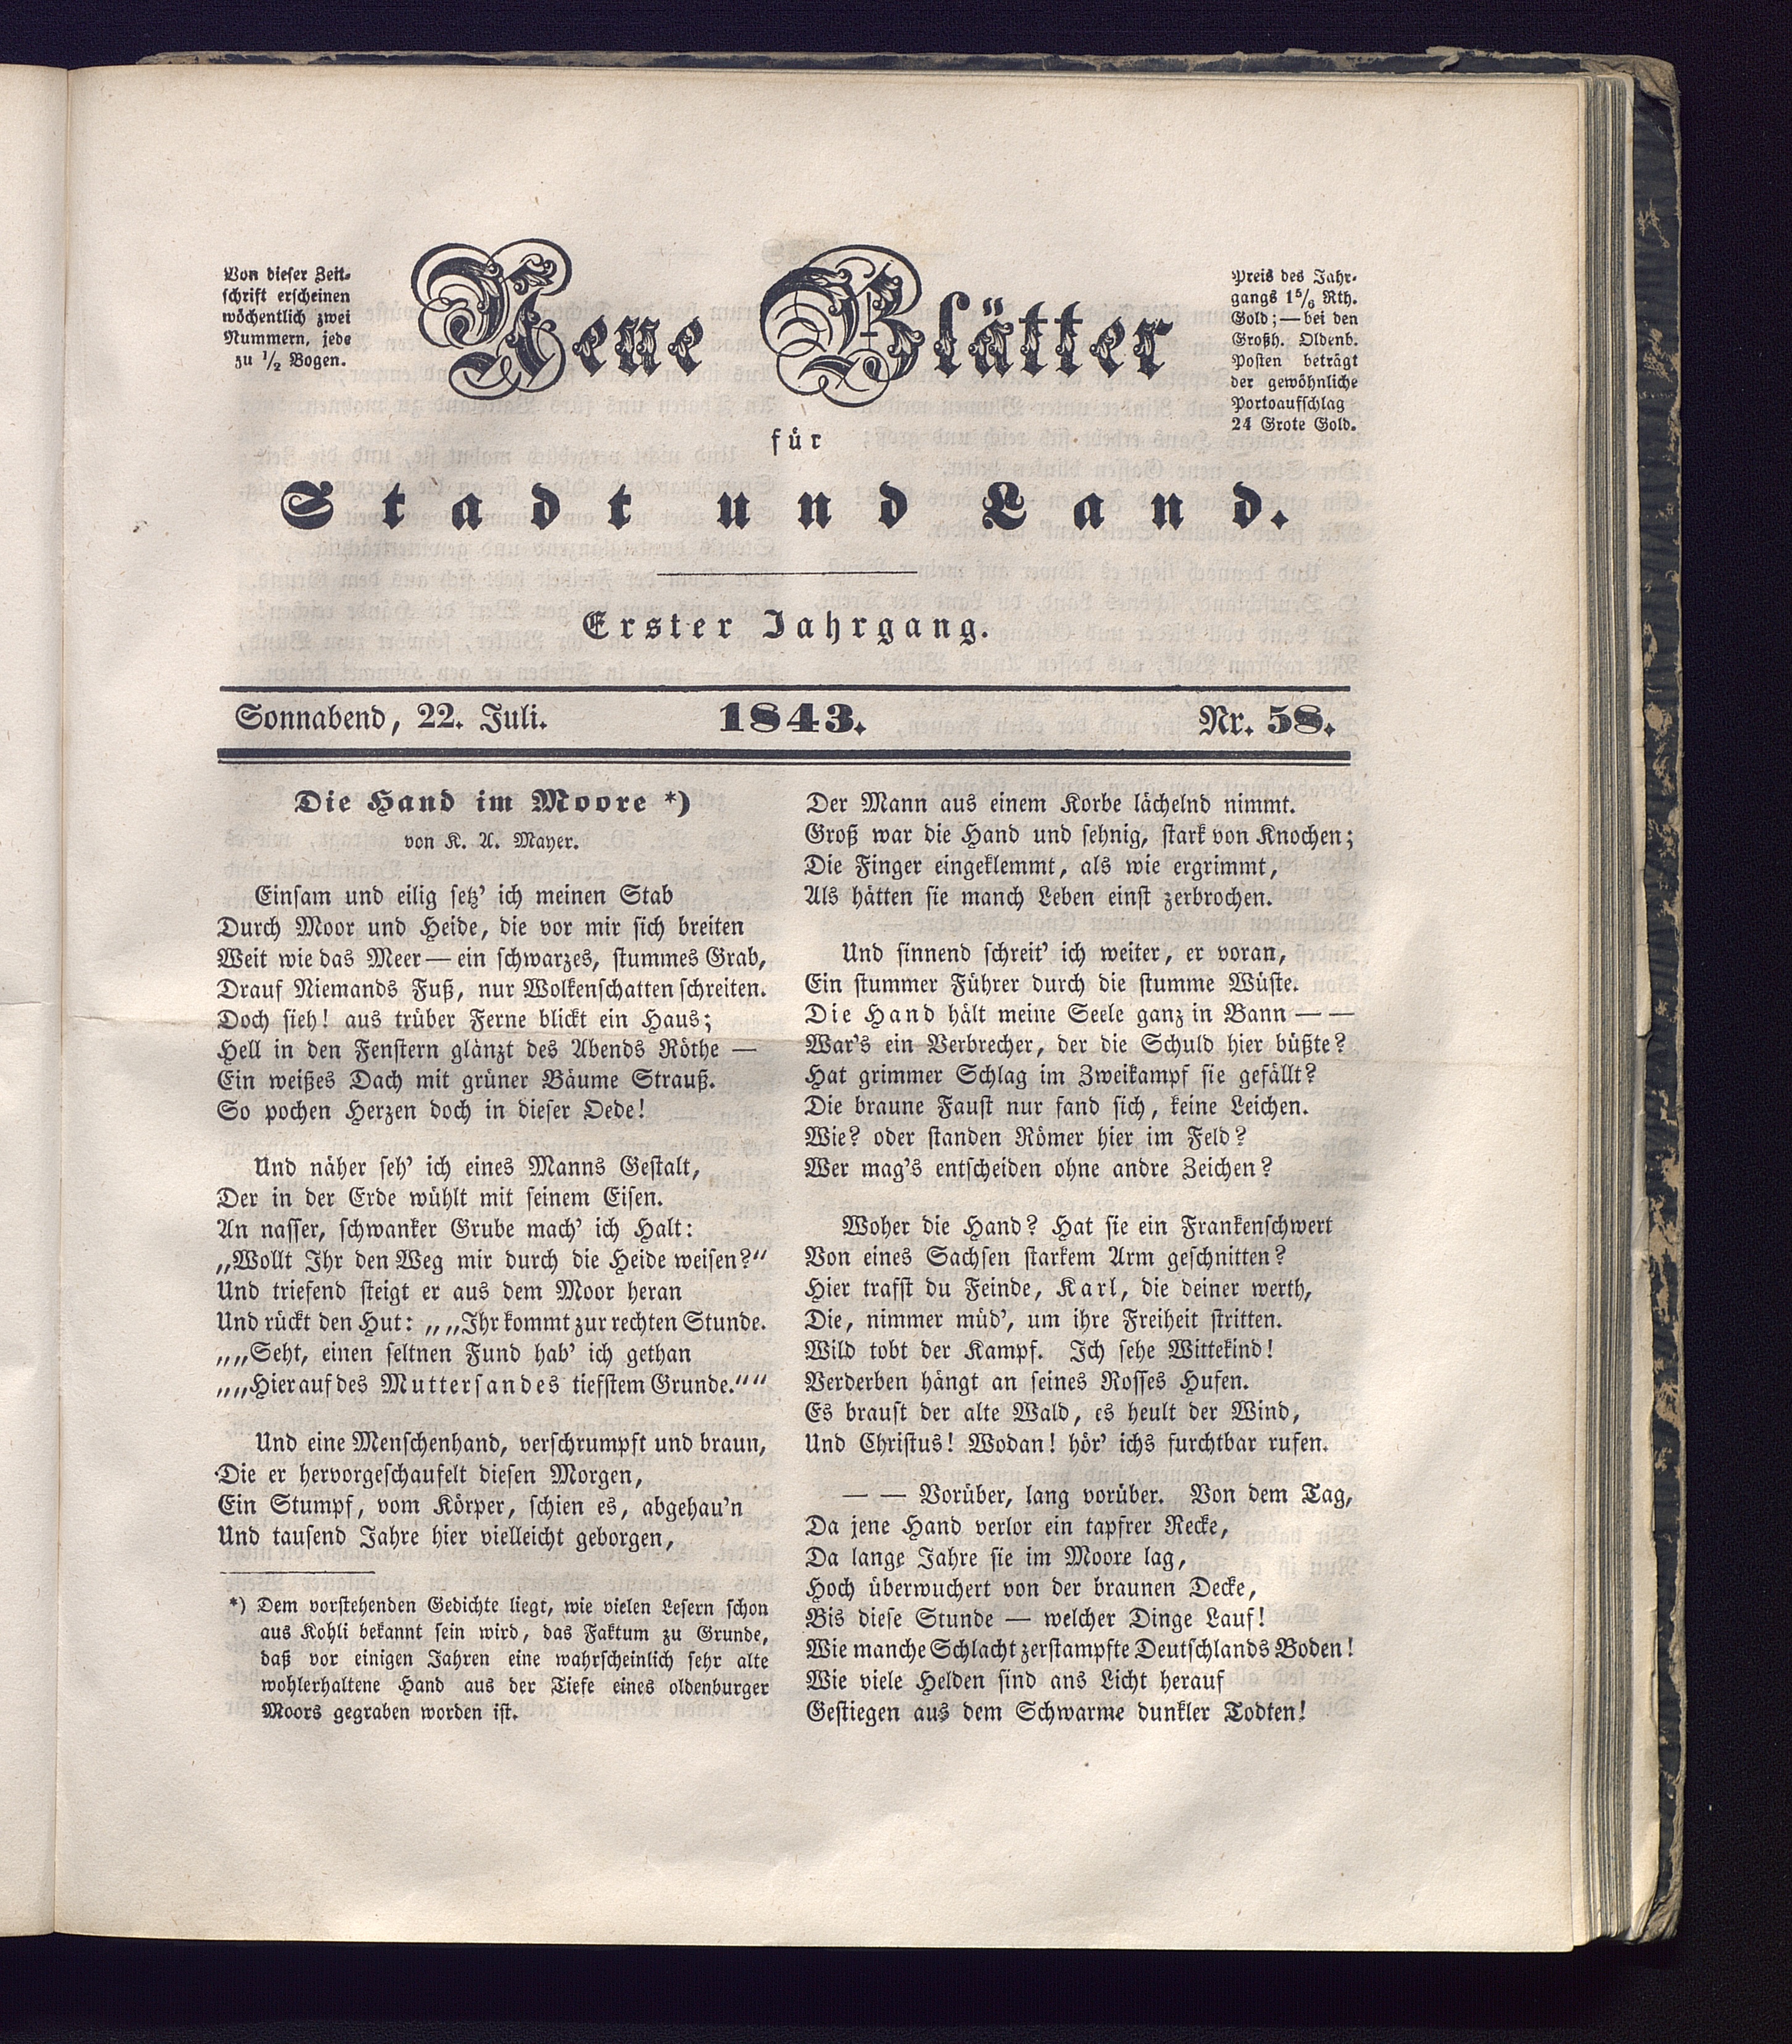 Von dieser Zeit-
schrift erscheinen
wöchentlich zwei
Nummern, jede
zu 1/2 Bogen.
Neue Blätter
für
Stadt und Land.
Preis des Jahr-
gangs 1 5/6 Rth.
Gold; — bei den
Großh. Oldenb.
Posten beträgt
der gewöhnliche
Portoaufschlag
24 Grote Gold.
Erster Jahrgang.
Sonnabend, 22. Juli. 1843. Nr. 58.
Die Hand im Moore *)
von K. A. Mayer.
Einsam und eilig setz' ich meinen Stab
Durch Moor und Heide, die vor mir sich breiten
Weit wie das Meer — ein schwarzes, stummes Grab,
Drauf Niemands Fuß, nur Wolkenschatten schreiten.
Doch sieh! aus trüber Ferne blickt ein Haus;
Hell in den Fenstern glänzt des Abends Röthe —
Ein weißes Dach mit grüner Bäume Strauß.
So pochen Herzen doch in dieser Oede!
Und näher seh' ich eines Manns Gestalt,
Der in der Erde wühlt mit seinem Eisen.
An nasser, schwanker Grube mach' ich Halt:
„Wollt Ihr den Weg mir durch die Heide weisen?“
Und triefend steigt er aus dem Moor heran
Und rückt den Hut: „„Ihr kommt zur rechten Stunde.
„„Seht, einen seltnen Fund hab' ich gethan
„„Hier auf des Muttersandes tiefstem Grunde.““
Und eine Menschenhand, verschrumpft und braun,
Die er hervorgeschaufelt diesen Morgen,
Ein Stumpf, vom Körper, schien es, abgehau'n
Und tausend Jahre hier vielleicht geborgen,
*) Dem vorstehenden Gedichte liegt, wie vielen Lesern schon
aus Kohli bekannt sein wird, das Faktum zu Grunde,
daß vor einigen Jahren eine wahrscheinlich sehr alte
wohlerhaltene Hand aus der Tiefe eines oldenburger
Moors gegraben worden ist.
Der Mann aus einem Korbe lächelnd nimmt.
Groß war die Hand und sehnig, stark von Knochen;
Die Finger eingeklemmt, als wie ergrimmt,
Als hätten sie manch Leben einst zerbrochen.
Und sinnend schreit' ich weiter, er voran,
Ein stummer Führer durch die stumme Wüste.
Die Hand hält meine Seele ganz in Bann — —
War's ein Verbrecher, der die Schuld hier büßte?
Hat grimmer Schlag im Zweikampf sie gefällt?
Die braune Faust nur fand sich, keine Leichen.
Wie? oder standen Römer hier im Feld?
Wer mag's entscheiden ohne andre Zeichen?
Woher die Hand? Hat sie ein Frankenschwert
Von eines Sachsen starkem Arm geschnitten?
Hier trafst du Feinde, Karl, die deiner werth,
Die, nimmer müd', um ihre Freiheit stritten.
Wild tobt der Kampf. Ich sehe Wittekind!
Verderben hängt an seines Rosses Hufen.
Es braust der alte Wald, es heult der Wind,
Und Christus! Wodan! hör' ichs furchtbar rufen.
— — Vorüber, lang vorüber. Von dem Tag,
Da jene Hand verlor ein tapfrer Recke,
Da lange Jahre sie im Moore lag,
Hoch überwuchert von der braunen Decke,
Bis diese Stunde — welcher Dinge Lauf!
Wie manche Schlacht zerstampfte Deutschlands Boden!
Wie viele Helden sind ans Licht herauf
Gestiegen aus dem Schwarme dunkler Todten!